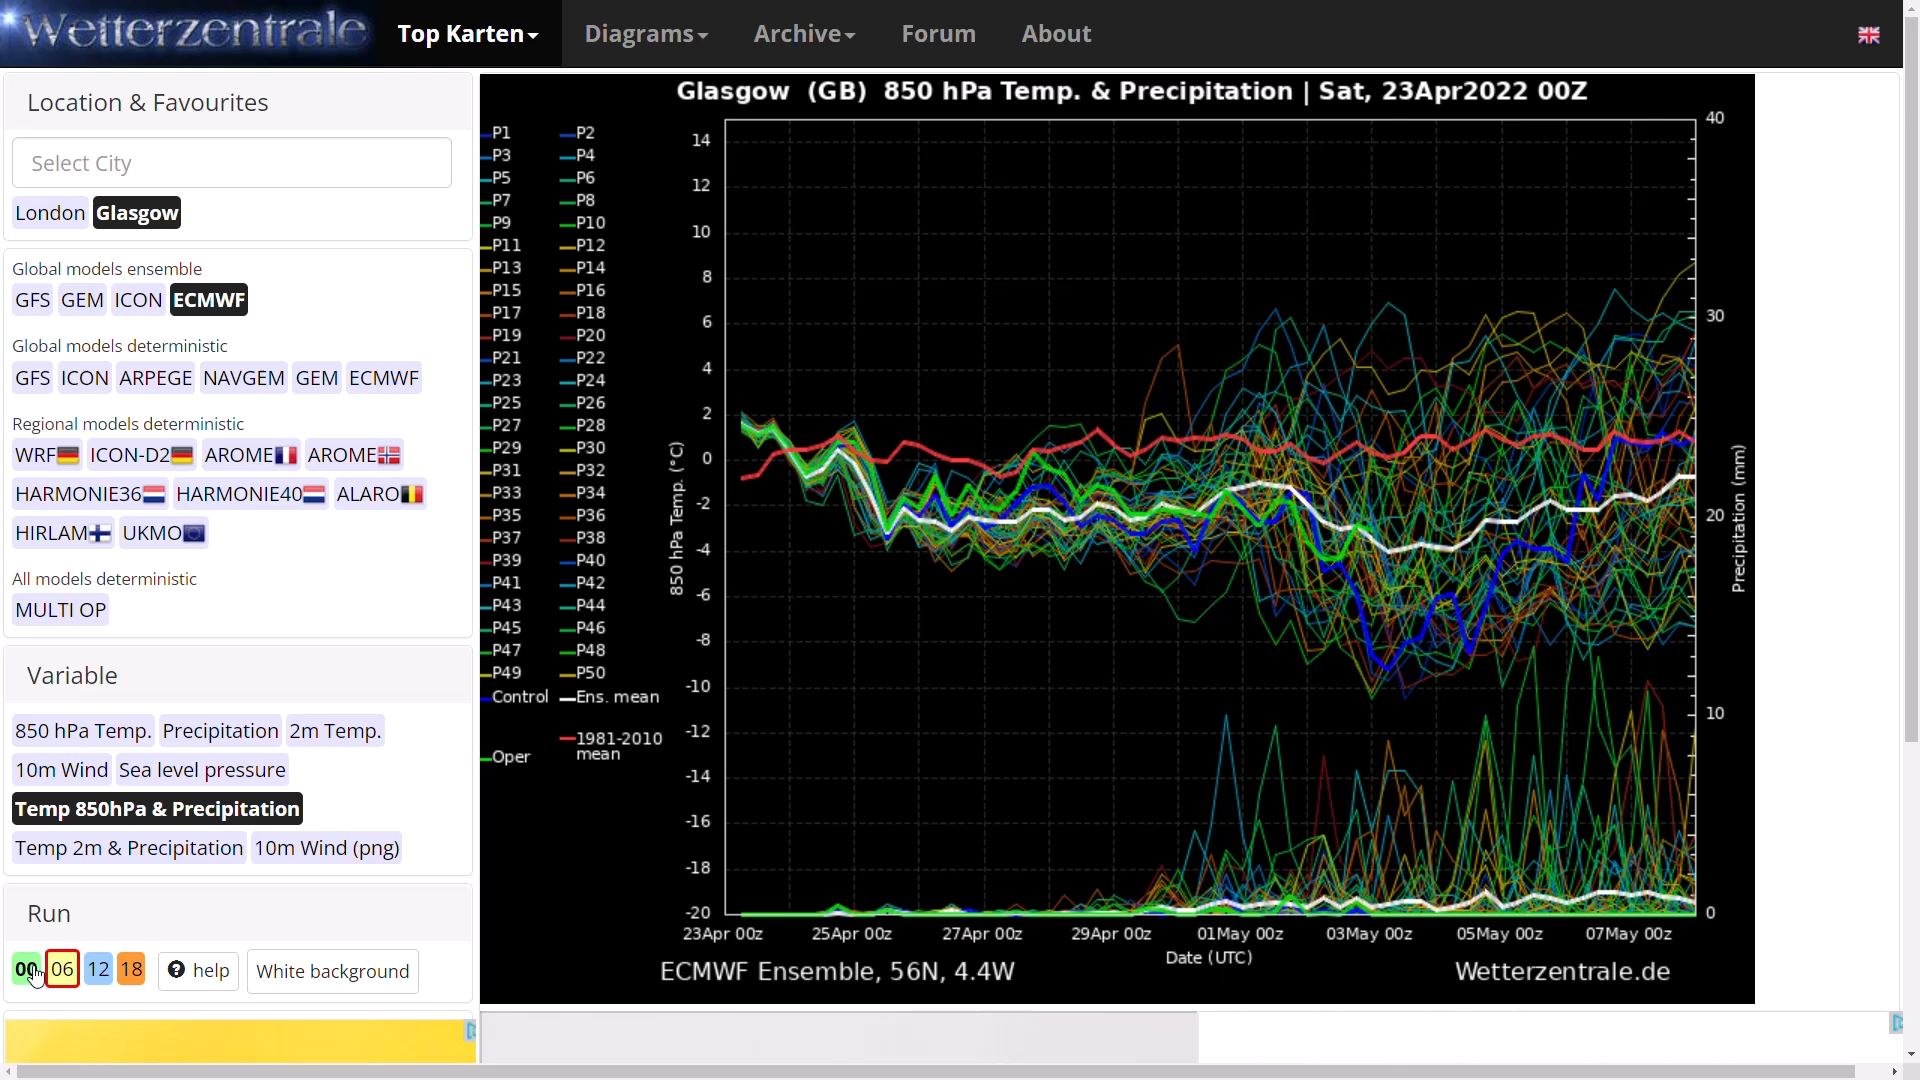 Wetterzentrale
Top Karten Diagrams Archive Forum About
Location & Favourites
Select City
London Glasgow
Global models ensemble
GFS GEM ICON ECMWF
Global models deterministic
GFS ICON ARPEGE NAVGEM GEM ECMWF
Regional models deterministic
WRF ICON-D2 AROME AROME
HARMONIE36 HARMONIE40 ALARO
HIRLAM UKMO
All models deterministic
MULTI OP
Variable
850 hPa Temp. Precipitation 2m Temp.
10m Wind Sea level pressure
Temp 850hPa & Precipitation
Temp 2m & Precipitation 10m Wind (png)
Run
00 06 12 18 help White background
Glasgow (GB) 850 hPa Temp. & Precipitation | Sat, 23Apr2022 00Z
P1 P2
P3 P4
P5 P6
P7 P8
P9 P10
P11 P12
P13 P14
P15 P16
P17 P18
P19 P20
P21 P22
P23 P24
P25 P26
P27 P28
P29 P30
P31 P32
P33 P34
P35 P36
P37 P38
P39 P40
P41 P42
P43 P44
P45 P46
P47 P48
P49 P50
Control Ens. mean
1981-2010
mean
Oper
850 hPa Temp. (°C)
14
12
10
8
6
4
2
0
-2
-4
-6
-8
-10
-12
-14
-16
-18
-20
40
30
20
10
0
Precipitation (mm)
23Apr 00z 25Apr 00z 27Apr 00z 29Apr 00z 01May 00z 03May 00z 05May 00z 07May 00z
Date (UTC)
ECMWF Ensemble, 56N, 4.4W Wetterzentrale.de